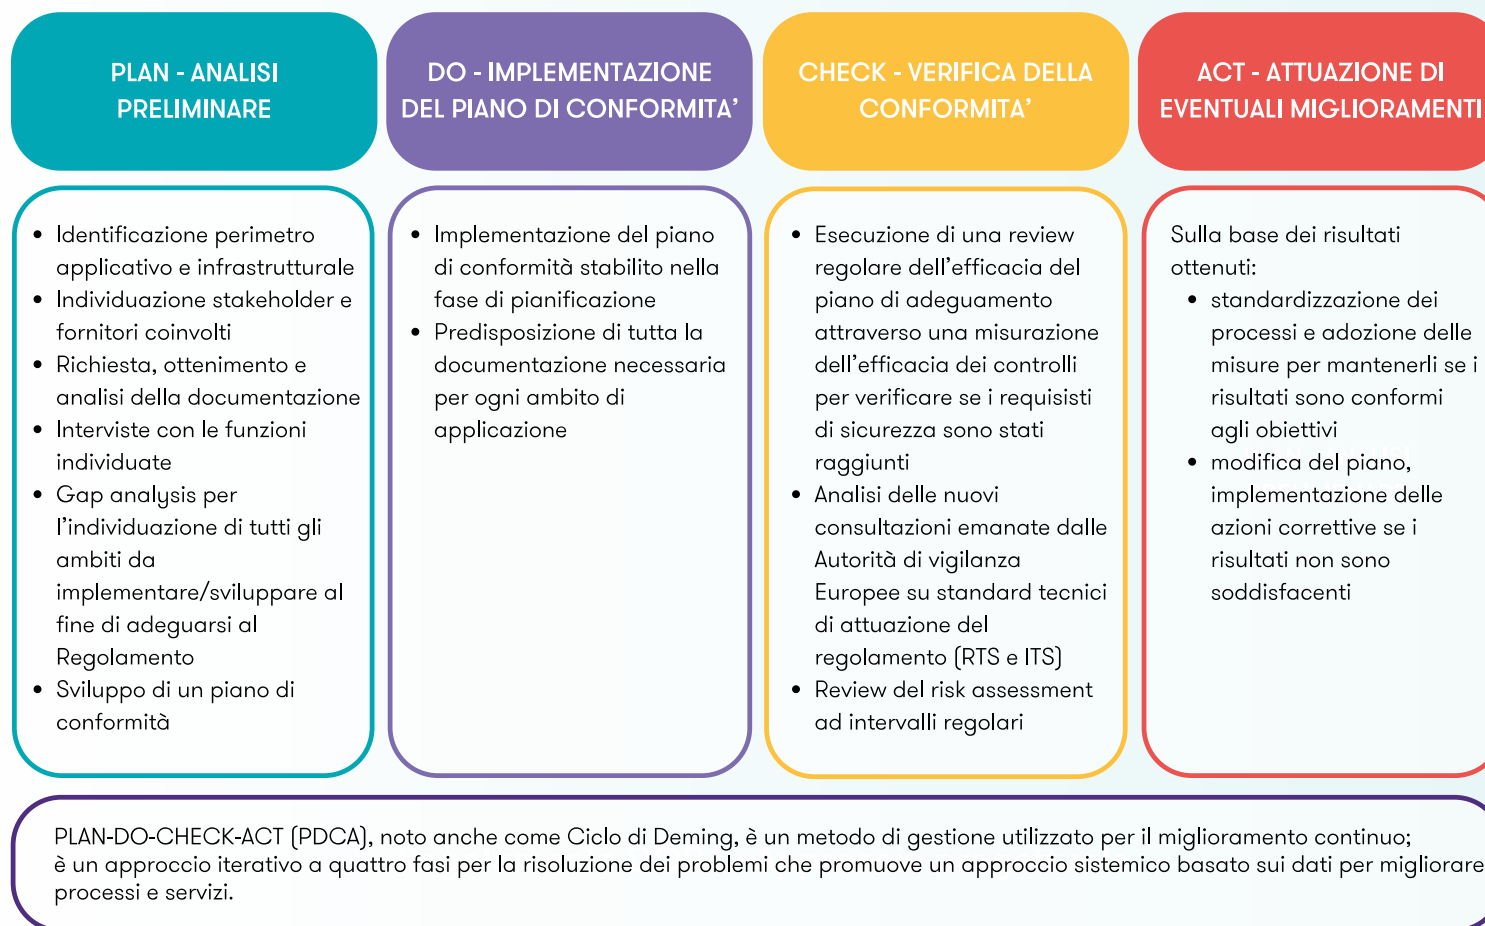 PLAN - ANALISI
PRELIMINARE
DO - IMPLEMENTAZIONE
DEL PIANO DI CONFORMITA'
CHECK - VERIFICA DELLA
CONFORMITA'
ACT - ATTUAZIONE DI
EVENTUALI MIGLIORAMENTI
• Identificazione perimetro
applicativo e infrastrutturale
• Individuazione stakeholder e
fornitori coinvolti
• Richiesta, ottenimento e
analisi della documentazione
• Interviste con le funzioni
individuate
• Gap analysis per
l'individuazione di tutti gli
ambiti da
implementare/sviluppare al
fine di adeguarsi al
Regolamento
• Sviluppo di un piano di
conformità
• Implementazione del piano
di conformità stabilito nella
fase di pianificazione
• Predisposizione di tutta la
documentazione necessaria
per ogni ambito di
applicazione
• Esecuzione di una review
regolare dell'efficacia del
piano di adeguamento
attraverso una misurazione
dell'efficacia dei controlli
per verificare se i requisisti
di sicurezza sono stati
raggiunti
• Analisi delle nuovi
consultazioni emanate dalle
Autorità di vigilanza
Europee su standard tecnici
di attuazione del
regolamento (RTS e ITS)
• Review del risk assessment
ad intervalli regolari
Sulla base dei risultati
ottenuti:
• standardizzazione dei
processi e adozione delle
misure per mantenerli se i
risultati sono conformi
agli obiettivi
• modifica del piano,
implementazione delle
azioni correttive se i
risultati non sono
soddisfacenti
PLAN-DO-CHECK-ACT (PDCA), noto anche come Ciclo di Deming, è un metodo di gestione utilizzato per il miglioramento continuo;
è un approccio iterativo a quattro fasi per la risoluzione dei problemi che promuove un approccio sistemico basato sui dati per migliorare
processi e servizi.